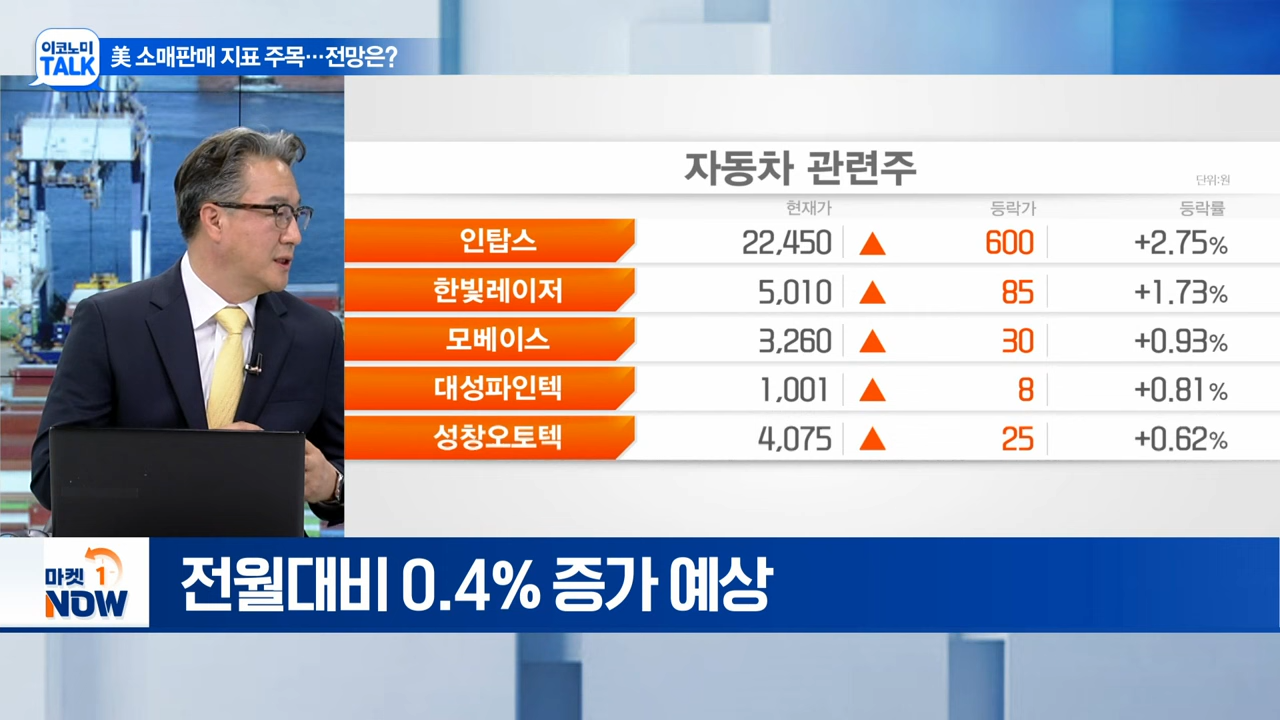 이코노미
TALK
美 소매판매 지표 주목…전망은?
자동차 관련주
단위:원
현재가 등락가 등락률
인탑스 22,450 ▲ 600 +2.75%
한빛레이저 5,010 ▲ 85 +1.73%
모베이스 3,260 ▲ 30 +0.93%
대성파인텍 1,001 ▲ 8 +0.81%
성창오토텍 4,075 ▲ 25 +0.62%
마켓 1
NOW
전월대비 0.4% 증가 예상